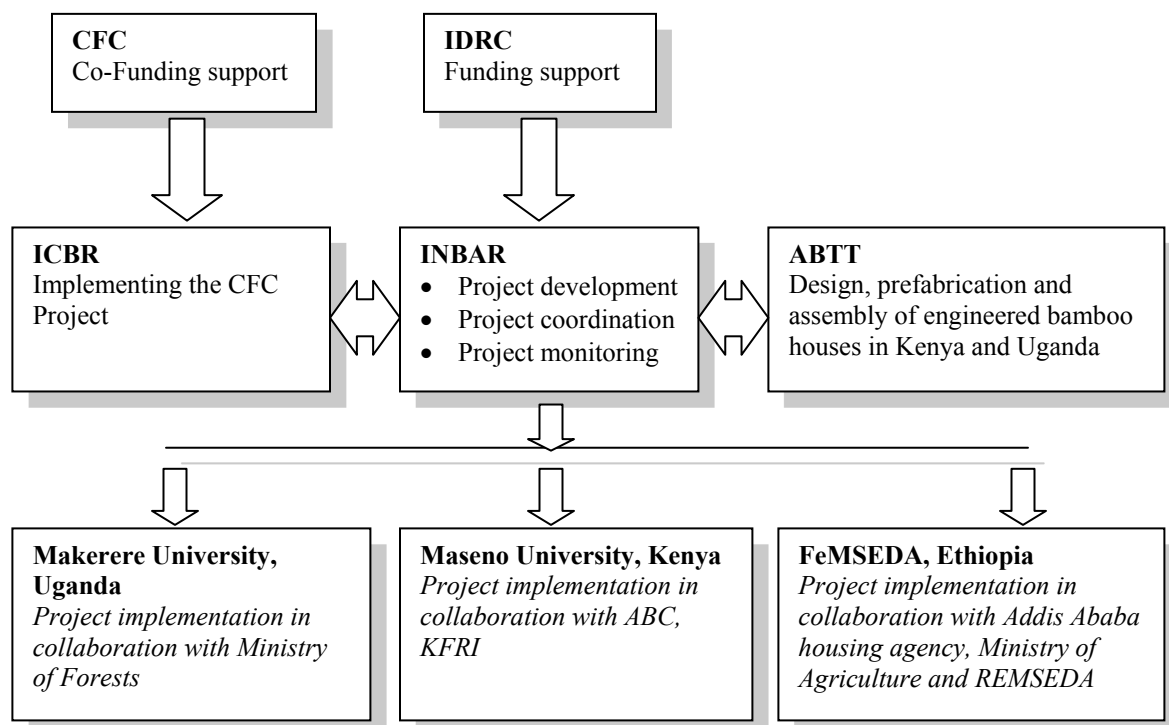 CFC
Co-Funding support
IDRC
Funding support
ICBR
Implementing the CFC
Project
INBAR
• Project development
• Project coordination
• Project monitoring
ABTT
Design, prefabrication and
assembly of engineered bamboo
houses in Kenya and Uganda
Makerere University,
Uganda
Project implementation in
collaboration with Ministry
of Forests
Maseno University, Kenya
Project implementation in
collaboration with ABC,
KFRI
FeMSEDA, Ethiopia
Project implementation in
collaboration with Addis Ababa
housing agency, Ministry of
Agriculture and REMSEDA